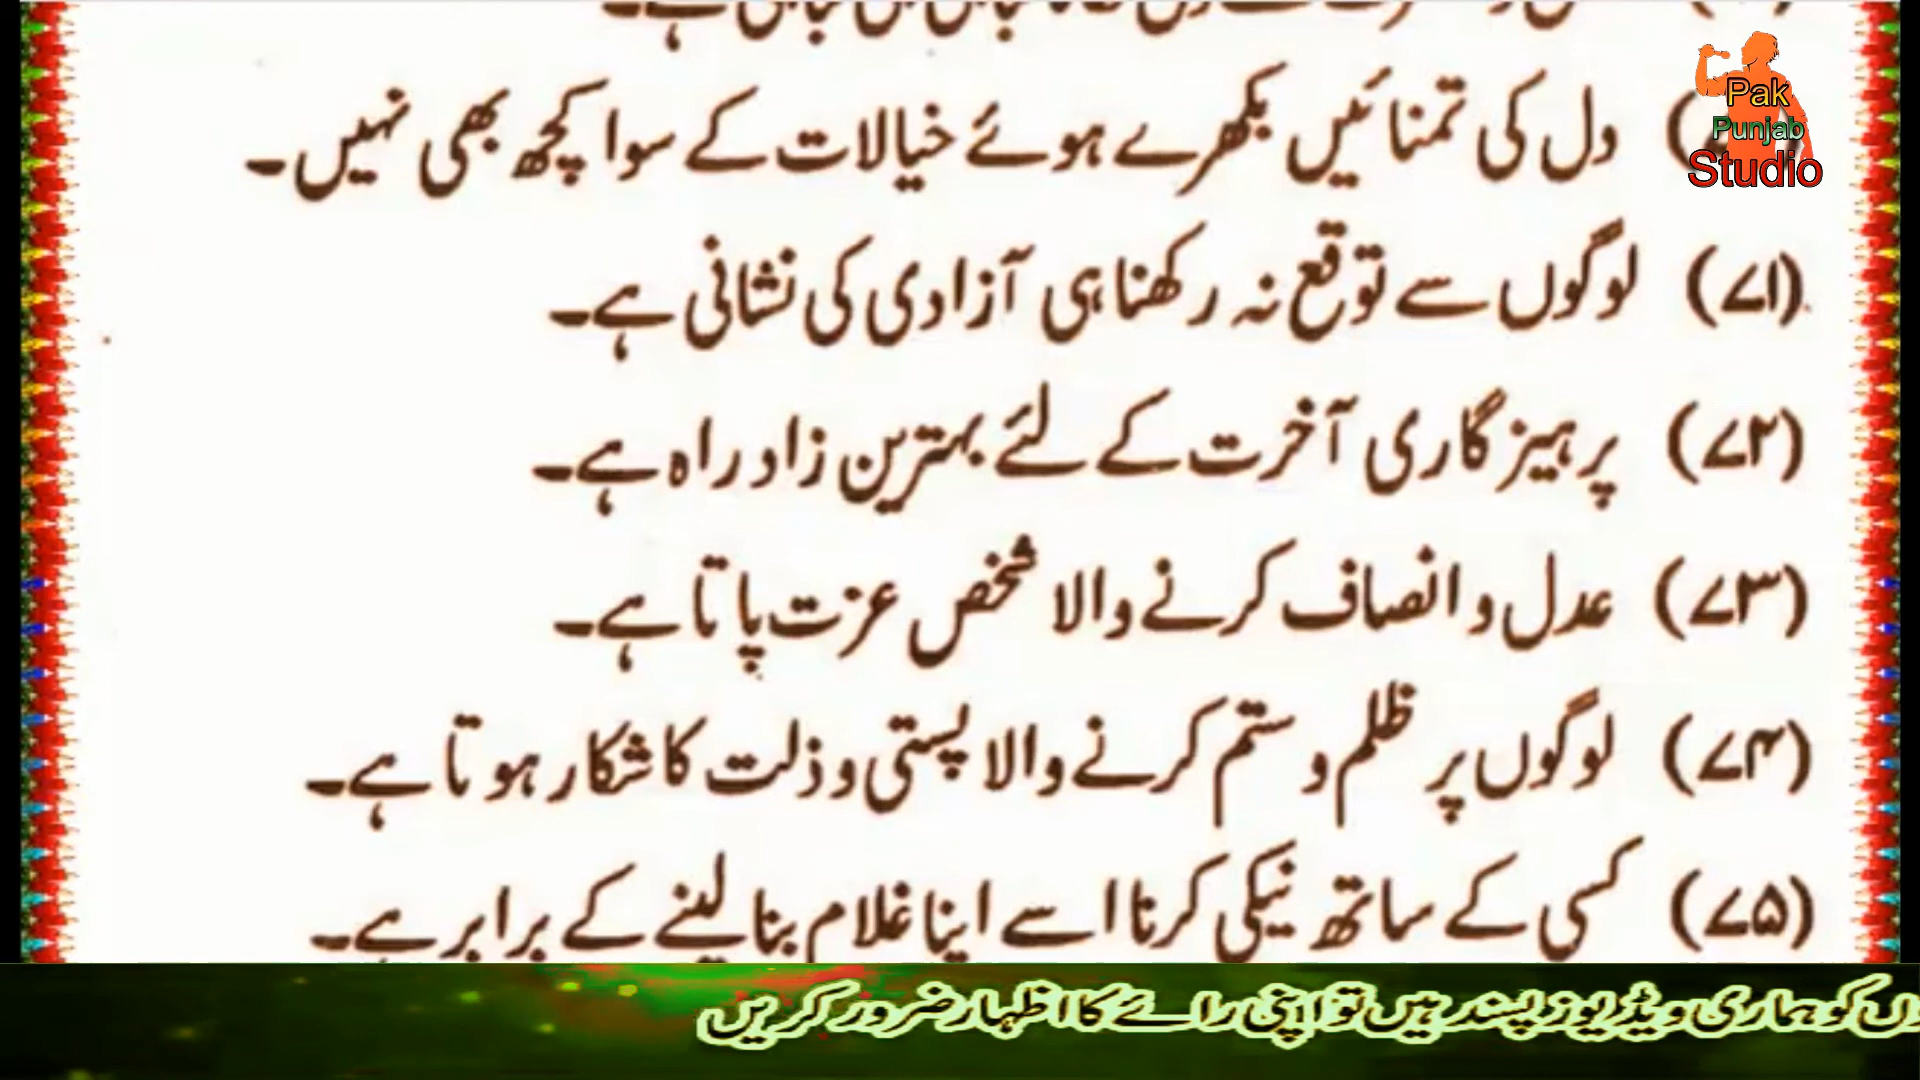 دل کی تمنائیں بکھرے ہوئے خیالات کے سوا کچھ بھی نہیں۔
Pak
Punjab
Studio
(۷۱) لوگوں سے توقع نہ رکھنا ہی آزادی کی نشانی ہے۔
(۷۲) پرہیز گاری آخرت کے لئے بہترین زاد راہ ہے۔
(۷۳) عدل و انصاف کرنے والا شخص عزت پاتا ہے۔
(۷۴) لوگوں پر ظلم و ستم کرنے والا پستی و ذلت کا شکار ہوتا ہے۔
(۷۵) کسی کے ساتھ نیکی کرنا اسے اپنا غلام بنا لینے کے برابر ہے۔
کو ہماری ویڈیوز پسند ہیں تو اپنی رائے کا اظہار ضرور کریں